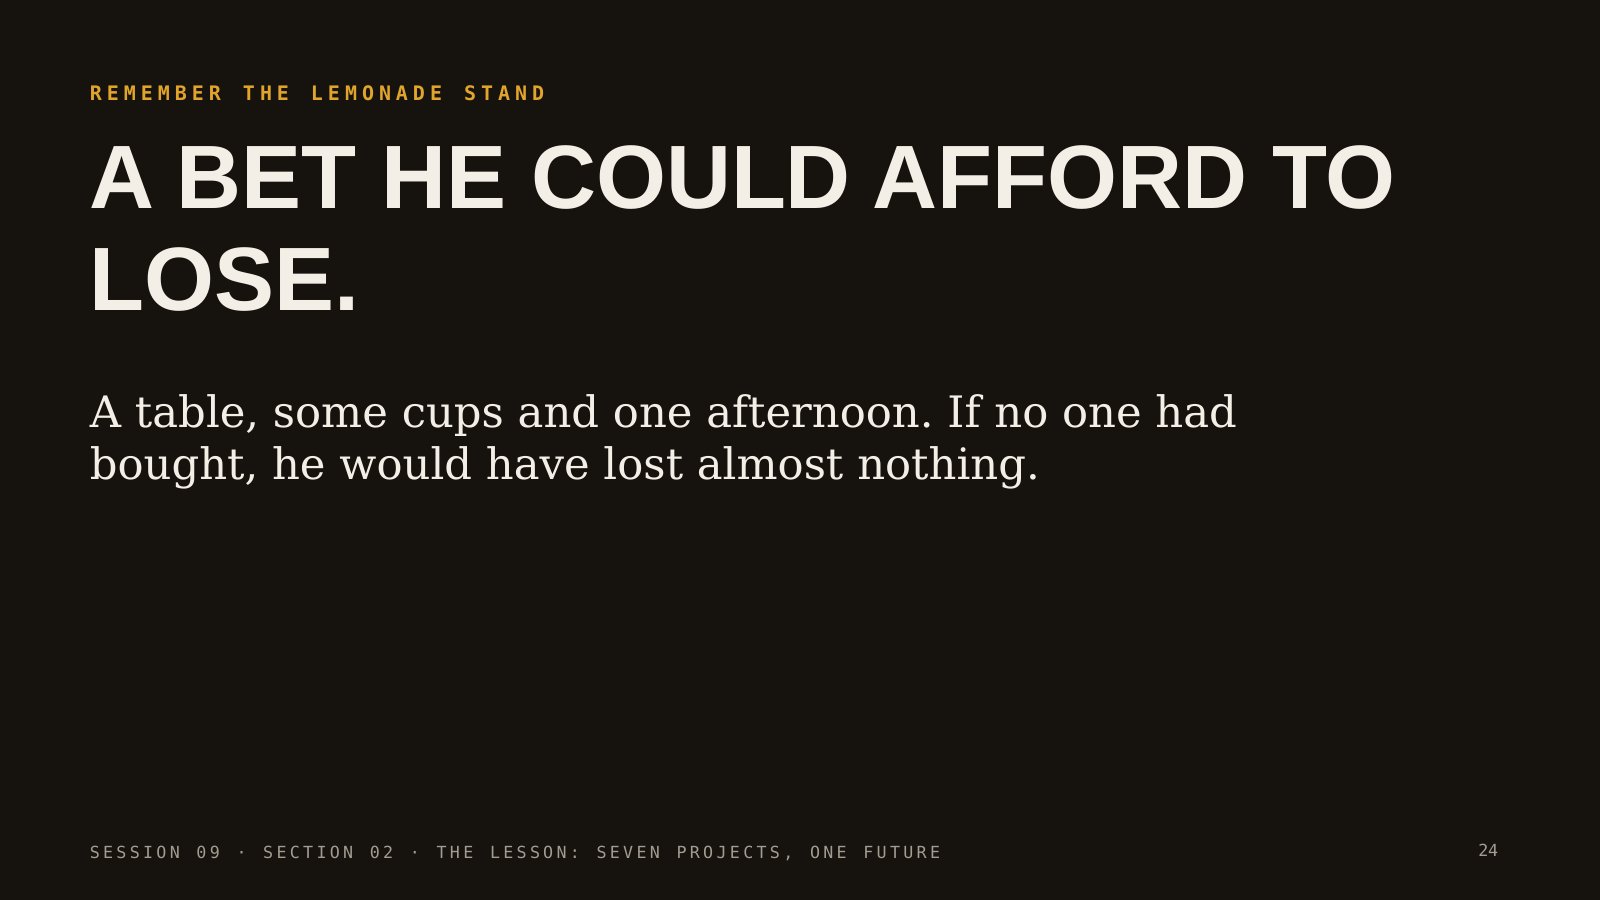 REMEMBER THE LEMONADE STAND
A BET HE COULD AFFORD TO
LOSE.
A table, some cups and one afternoon. If no one had
bought, he would have lost almost nothing.
SESSION 09 · SECTION 02 · THE LESSON: SEVEN PROJECTS, ONE FUTURE
24